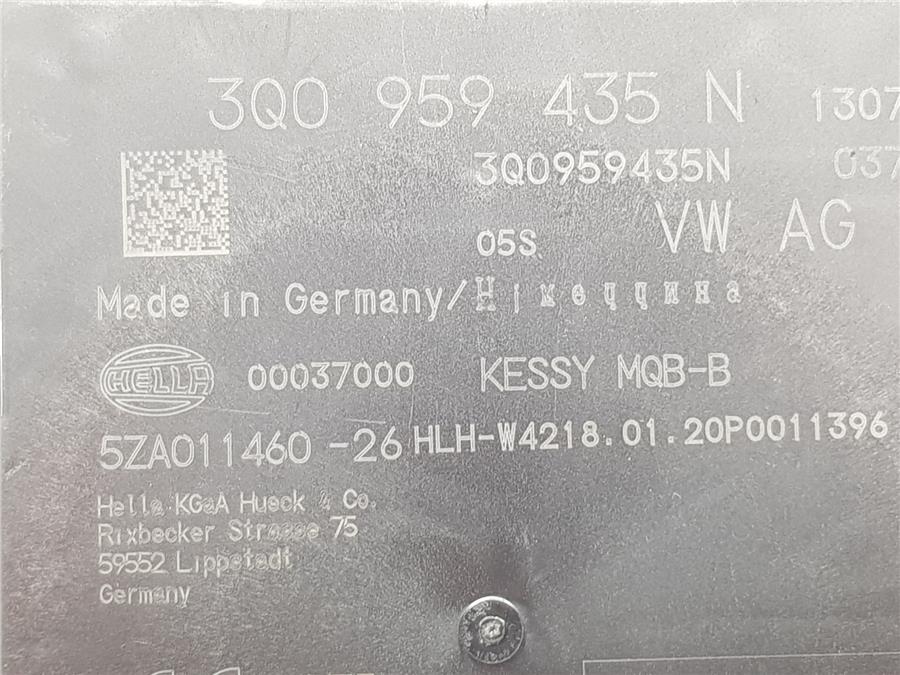 3Q0 959 435 N 1307
3Q0959435N 037
05S VW AG
Made in Germany/
HELLA 00037000 KESSY MQB-B
5ZA011460 -26 HLH-W4218.01.20P0011396
Hella KGaA Hueck & Co.
Rixbecker Strasse 75
59552 Lippstadt
Germany